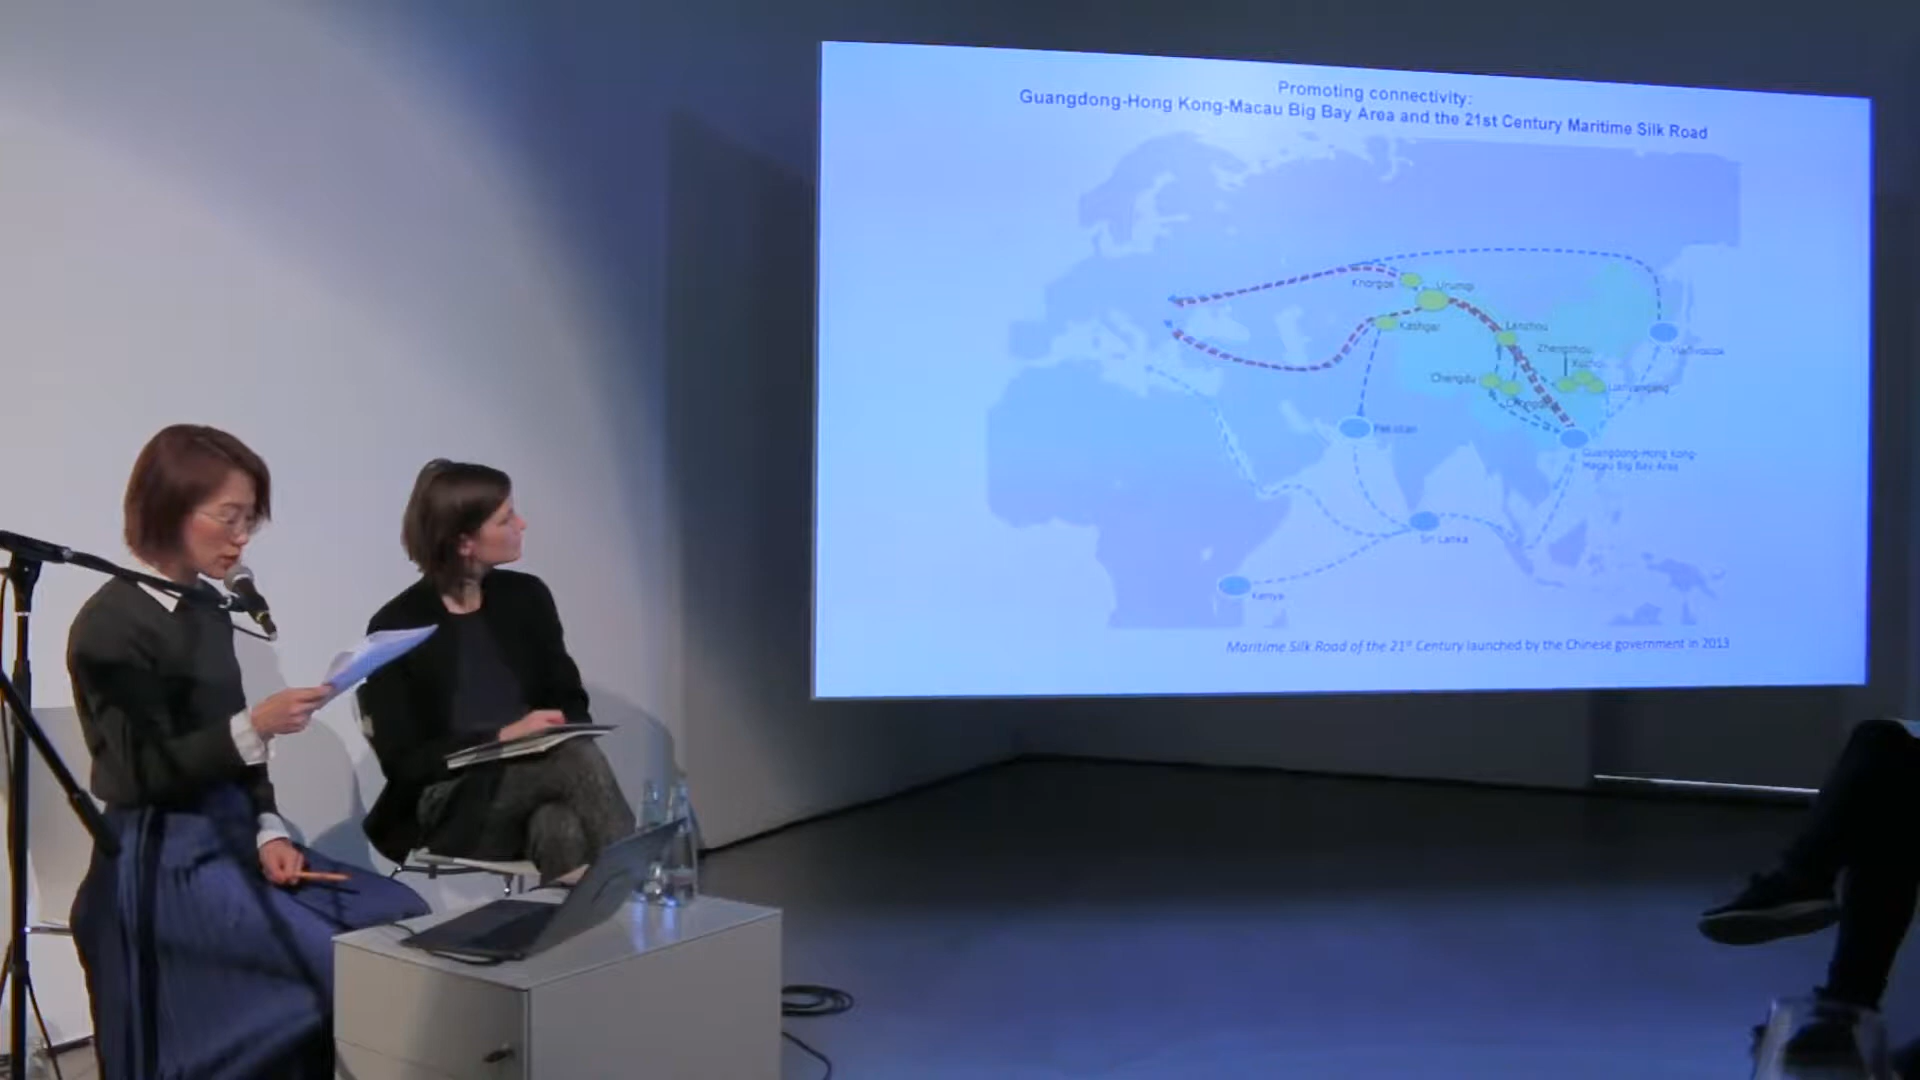 Promoting connectivity:
Guangdong-Hong Kong-Macau Big Bay Area and the 21st Century Maritime Silk Road
Khorgos
Urumqi
Kashgar
Lanzhou
Zhengzhou
Vladivostok
Chengdu
Lianyungang
Pakistan
Guangdong-Hong Kong-
Macau Big Bay Area
Sri Lanka
Kenya
Maritime Silk Road of the 21st Century launched by the Chinese government in 2013